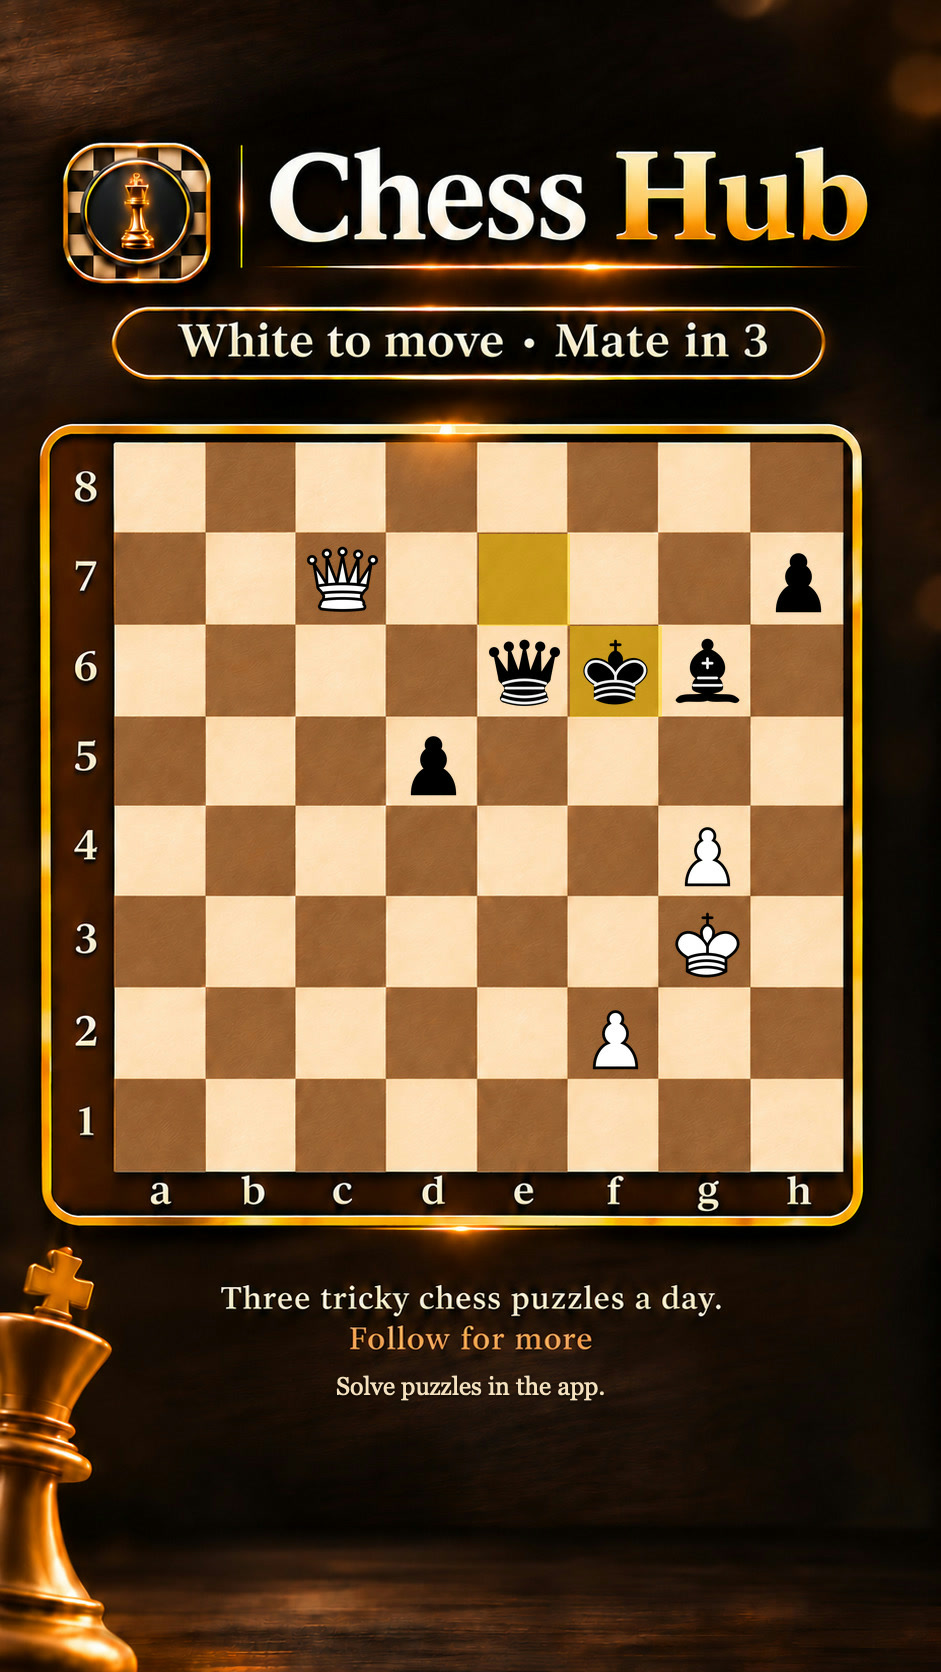 Chess Hub
White to move • Mate in 3
8
7
6
5
4
3
2
1
a b c d e f g h
Three tricky chess puzzles a day.
Follow for more
Solve puzzles in the app.